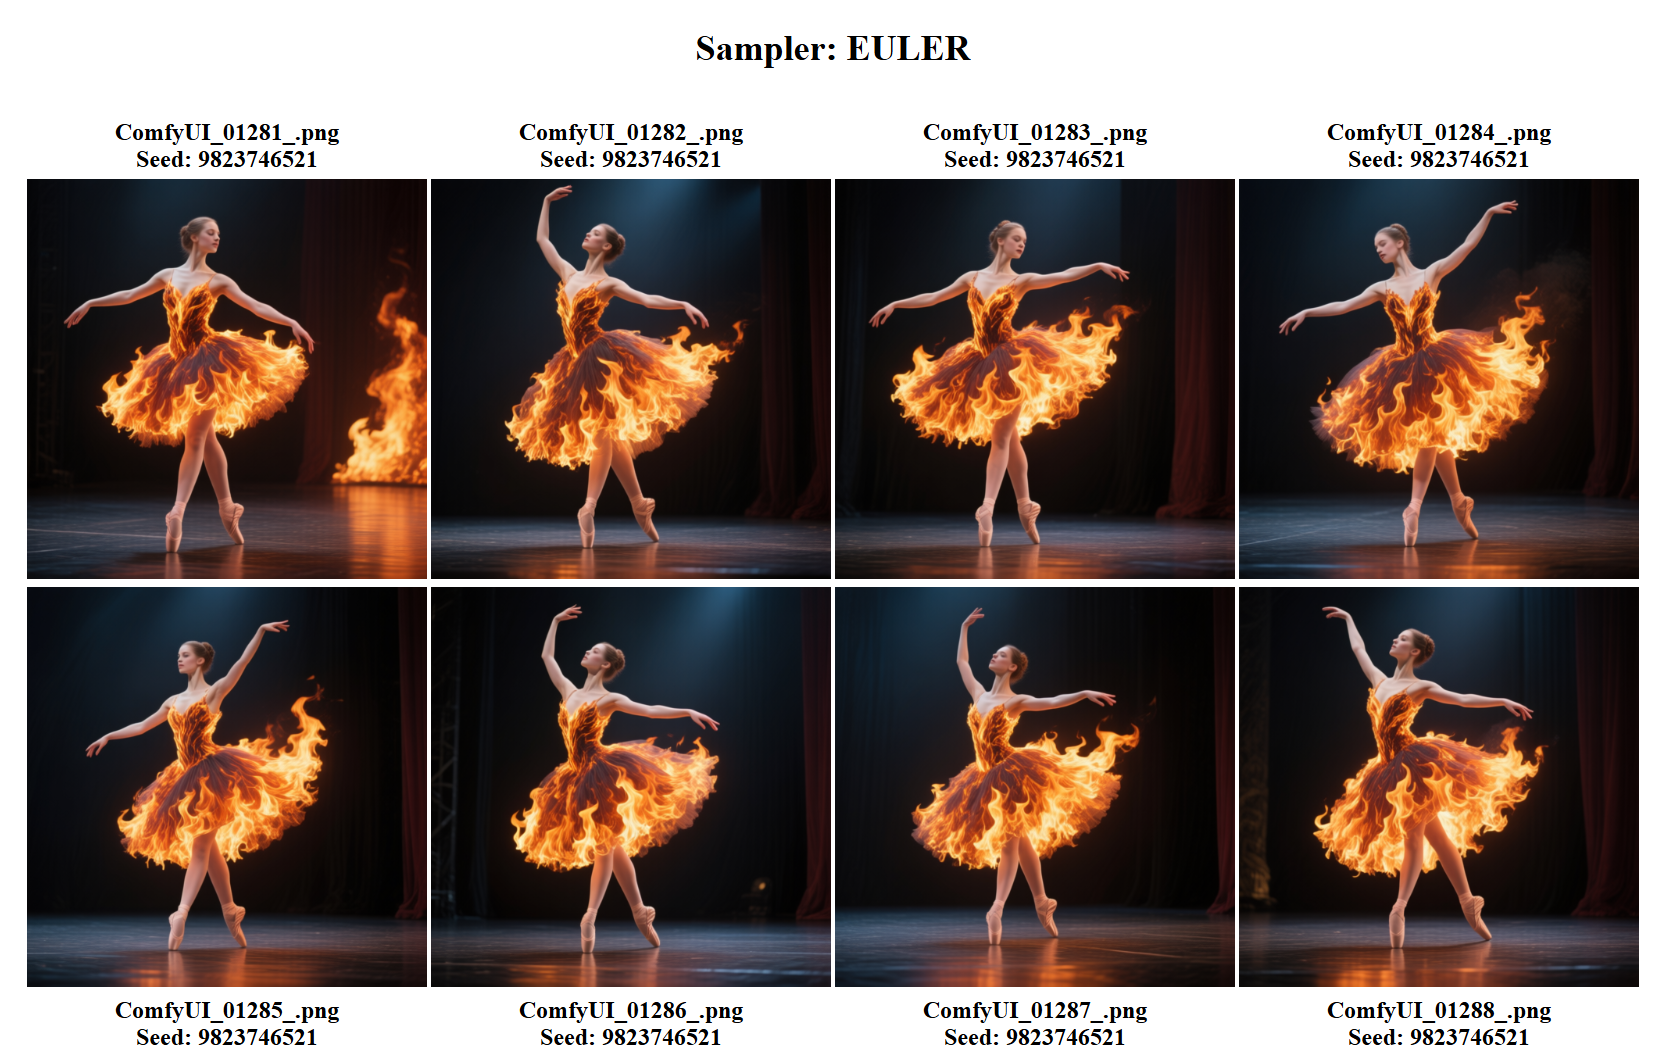 Sampler: EULER
ComfyUI_01281_.png
Seed: 9823746521
ComfyUI_01282_.png
Seed: 9823746521
ComfyUI_01283_.png
Seed: 9823746521
ComfyUI_01284_.png
Seed: 9823746521
ComfyUI_01285_.png
Seed: 9823746521
ComfyUI_01286_.png
Seed: 9823746521
ComfyUI_01287_.png
Seed: 9823746521
ComfyUI_01288_.png
Seed: 9823746521